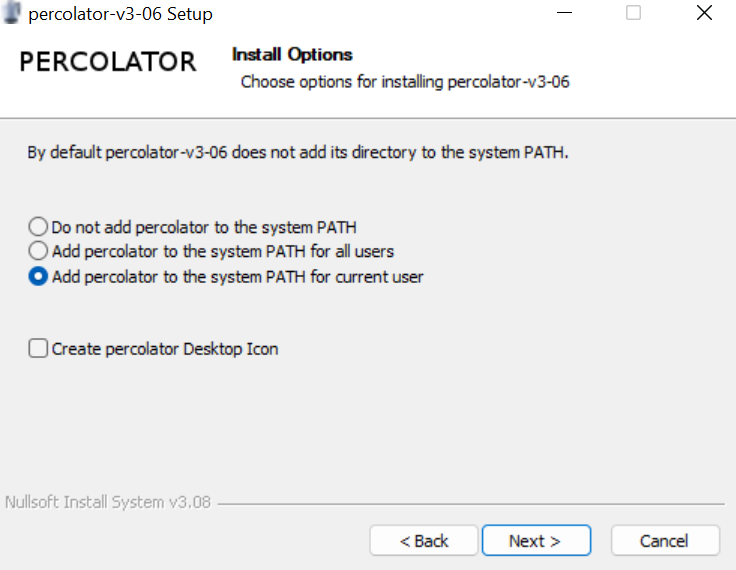 percolator-v3-06 Setup
PERCOLATOR
Install Options
Choose options for installing percolator-v3-06
By default percolator-v3-06 does not add its directory to the system PATH.
Do not add percolator to the system PATH
Add percolator to the system PATH for all users
Add percolator to the system PATH for current user
Create percolator Desktop Icon
Nullsoft Install System v3.08
< Back Next > Cancel